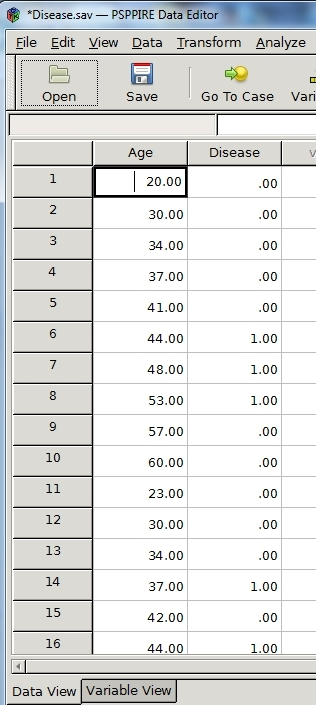 *Disease.sav — PSPPIRE Data Editor
File Edit View Data Transform Analyze
Open Save Go To Case
Age Disease
1 20.00 .00
2 30.00 .00
3 34.00 .00
4 37.00 .00
5 41.00 .00
6 44.00 1.00
7 48.00 1.00
8 53.00 1.00
9 57.00 .00
10 60.00 .00
11 23.00 .00
12 30.00 .00
13 34.00 .00
14 37.00 1.00
15 42.00 .00
16 44.00 1.00
Data View Variable View